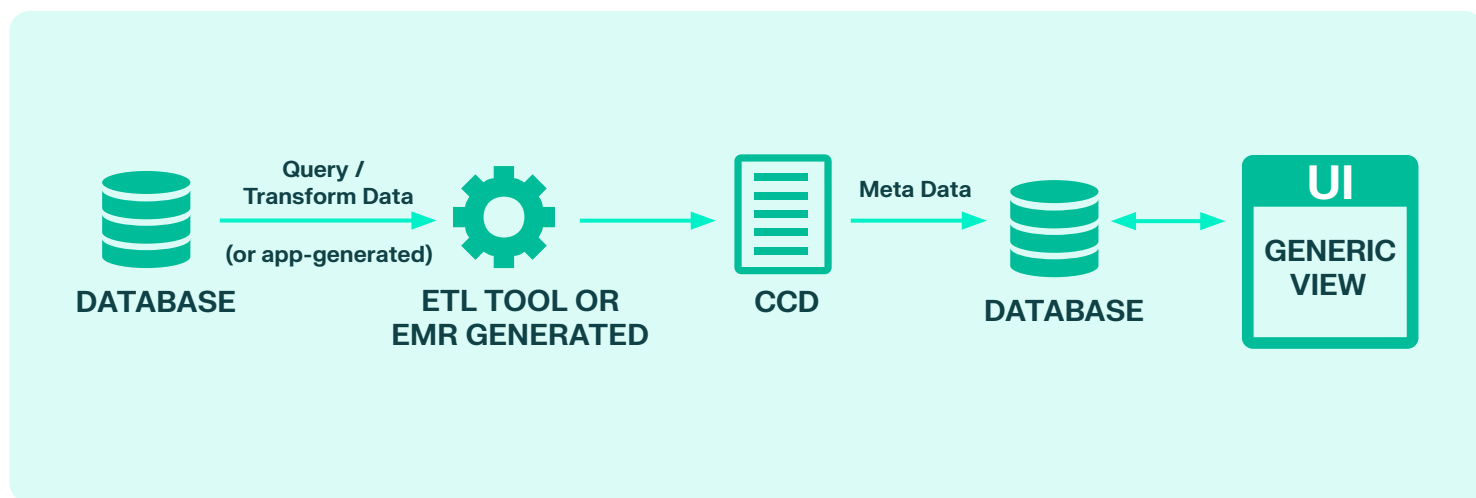 Query /
Transform Data
(or app-generated)
DATABASE
ETL TOOL OR
EMR GENERATED
CCD
Meta Data
DATABASE
UI
GENERIC
VIEW